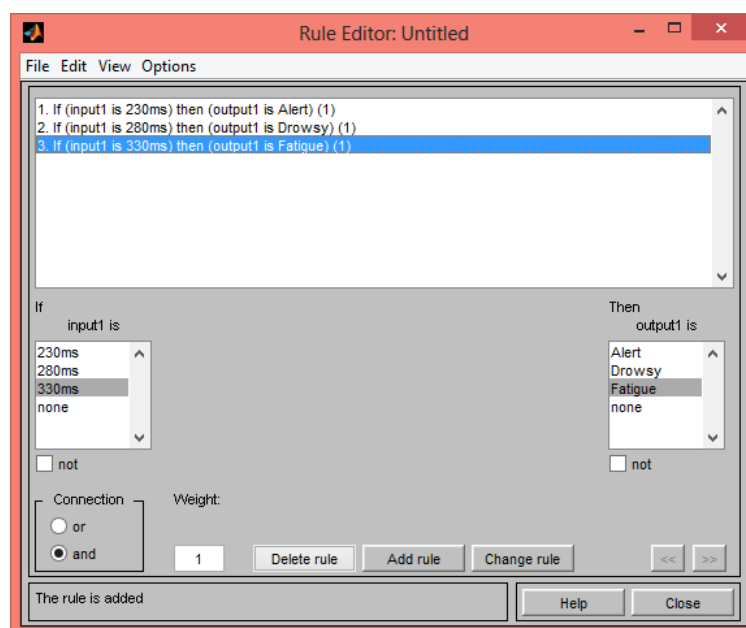 Rule Editor: Untitled
File Edit View Options
1. If (input1 is 230ms) then (output1 is Alert) (1)
2. If (input1 is 280ms) then (output1 is Drowsy) (1)
3. If (input1 is 330ms) then (output1 is Fatigue) (1)
If
input1 is
230ms
280ms
330ms
none
not
Then
output1 is
Alert
Drowsy
Fatigue
none
not
Connection
or
and
Weight:
1
Delete rule
Add rule
Change rule
<<
>>
The rule is added
Help
Close